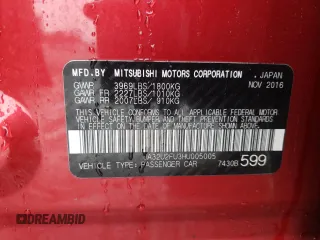 MFD.BY MITSUBISHI MOTORS CORPORATION , JAPAN
GVWR 3969LBS/1800KG NOV 2016
GAWR FR 2227LBS/1010KG
GAWR RR 2007LBS/ 910KG
THIS VEHICLE CONFORMS TO ALL APPLICABLE FEDERAL MOTOR
VEHICLE SAFETY, BUMPER, AND THEFT PREVENTION STANDARDS
IN EFFECT ON THE DATE OF MANUFACTURE SHOWN ABOVE.
JA32U2FU3HU005005
VEHICLE TYPE: PASSENGER CAR 7430B 599
© DREAMBID